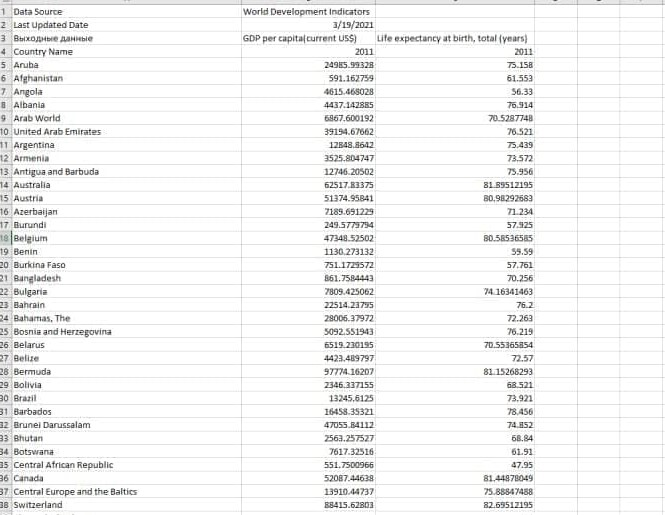 1 Data Source World Development Indicators
2 Last Updated Date 3/19/2021
3 Выходные данные GDP per capita(current US$) Life expectancy at birth, total (years)
4 Country Name 2011 2011
5 Aruba 24985.99328 75.158
6 Afghanistan 591.162759 61.553
7 Angola 4615.468028 56.33
8 Albania 4437.142885 76.914
9 Arab World 6867.600192 70.5287748
10 United Arab Emirates 39194.67662 76.521
11 Argentina 12848.8642 75.439
12 Armenia 3525.804747 73.572
13 Antigua and Barbuda 12746.20502 75.956
14 Australia 62517.83375 81.89512195
15 Austria 51374.95841 80.98292683
16 Azerbaijan 7189.691229 71.234
17 Burundi 249.5779794 57.925
18 Belgium 47348.52502 80.58536585
19 Benin 1130.273132 59.59
20 Burkina Faso 751.1729572 57.761
21 Bangladesh 861.7584443 70.256
22 Bulgaria 7809.425062 74.16341463
23 Bahrain 22514.23795 76.2
24 Bahamas, The 28006.37972 72.263
25 Bosnia and Herzegovina 5092.551943 76.219
26 Belarus 6519.230195 70.55365854
27 Belize 4423.489797 72.57
28 Bermuda 97774.16207 81.15268293
29 Bolivia 2346.337155 68.521
30 Brazil 13245.6125 73.921
31 Barbados 16458.35321 78.456
32 Brunei Darussalam 47055.84112 74.852
33 Bhutan 2563.257527 68.84
34 Botswana 7617.32516 61.91
35 Central African Republic 551.7500966 47.95
36 Canada 52087.44638 81.44878049
37 Central Europe and the Baltics 13910.44737 75.88847488
38 Switzerland 88415.62803 82.69512195